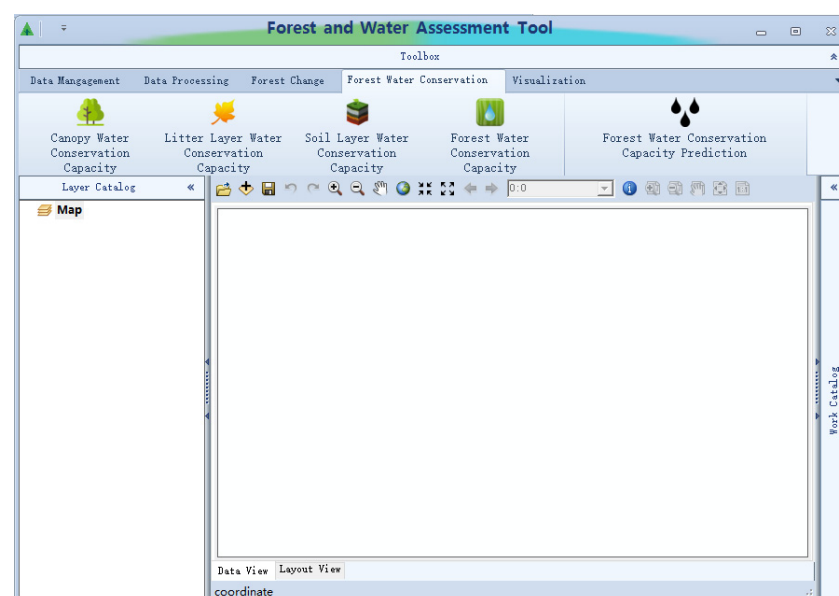 Forest and Water Assessment Tool
Toolbox
Data Mangagement Data Processing Forest Change Forest Water Conservation Visualization
Canopy Water Conservation Capacity
Litter Layer Water Conservation Capacity
Soil Layer Water Conservation Capacity
Forest Water Conservation Capacity
Forest Water Conservation Capacity Prediction
Layer Catalog
0:0
Map
Work Catalog
Data View Layout View
coordinate